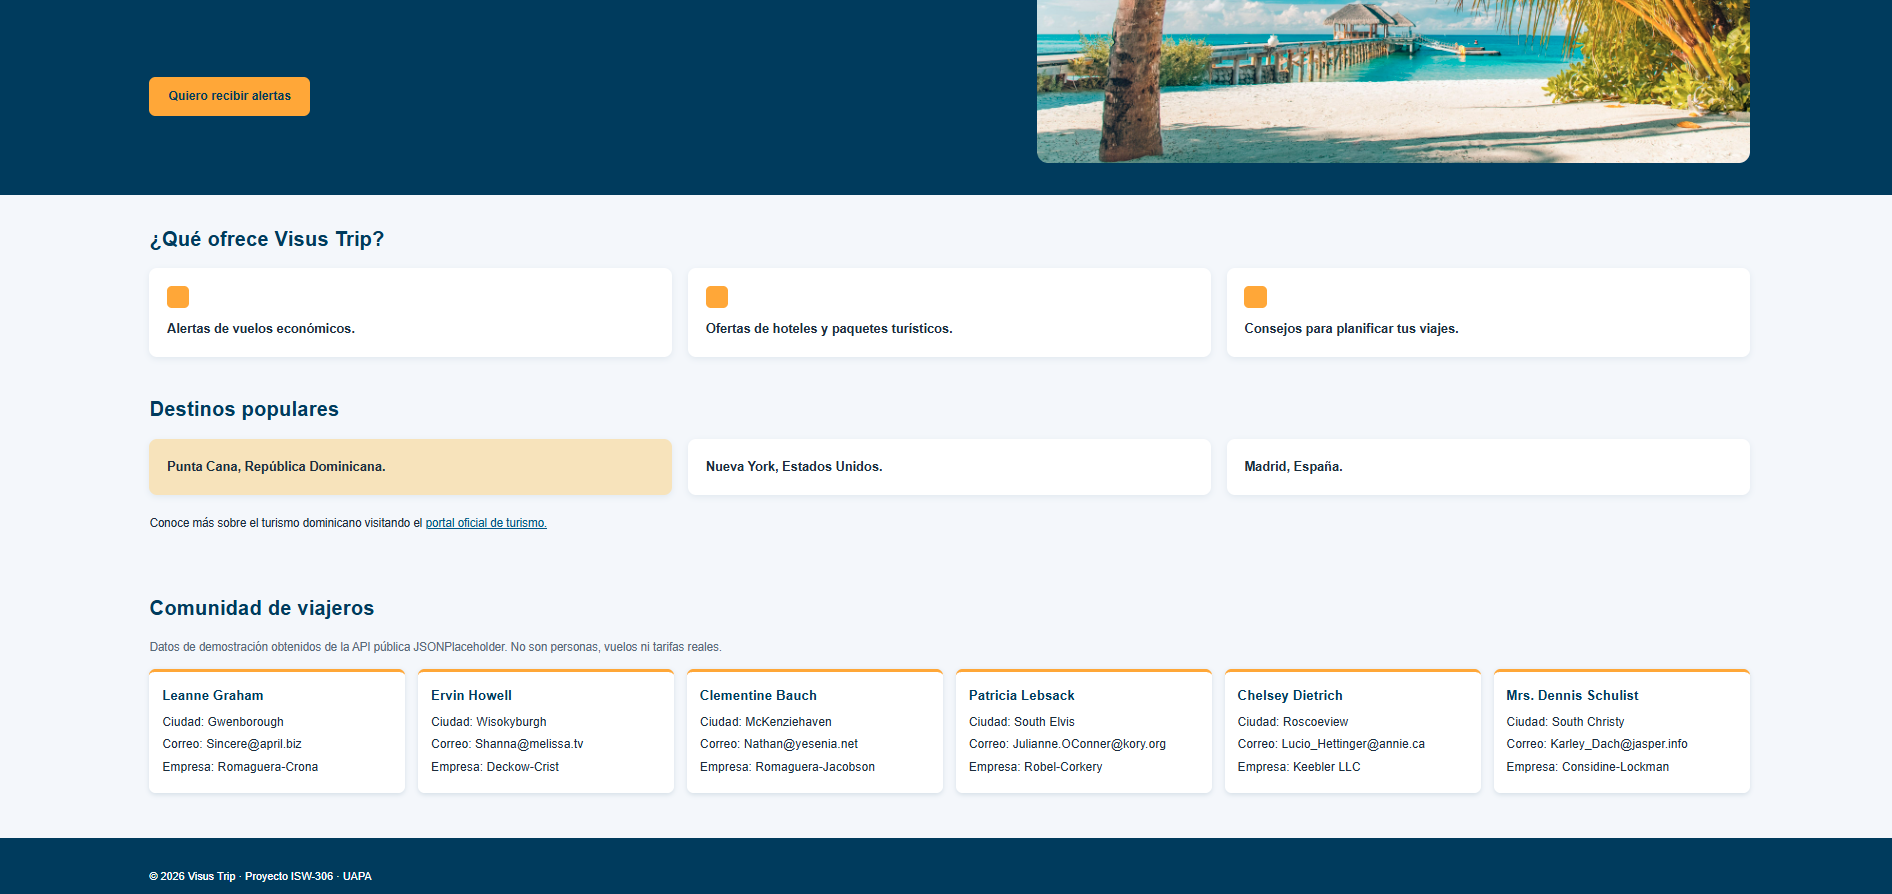 Quiero recibir alertas
¿Qué ofrece Visus Trip?
Alertas de vuelos económicos.
Ofertas de hoteles y paquetes turísticos.
Consejos para planificar tus viajes.
Destinos populares
Punta Cana, República Dominicana.
Nueva York, Estados Unidos.
Madrid, España.
Conoce más sobre el turismo dominicano visitando el portal oficial de turismo.
Comunidad de viajeros
Datos de demostración obtenidos de la API pública JSONPlaceholder. No son personas, vuelos ni tarifas reales.
Leanne Graham
Ciudad: Gwenborough
Correo: Sincere@april.biz
Empresa: Romaguera-Crona
Ervin Howell
Ciudad: Wisokyburgh
Correo: Shanna@melissa.tv
Empresa: Deckow-Crist
Clementine Bauch
Ciudad: McKenziehaven
Correo: Nathan@yesenia.net
Empresa: Romaguera-Jacobson
Patricia Lebsack
Ciudad: South Elvis
Correo: Julianne.OConner@kory.org
Empresa: Robel-Corkery
Chelsey Dietrich
Ciudad: Roscoeview
Correo: Lucio_Hettinger@annie.ca
Empresa: Keebler LLC
Mrs. Dennis Schulist
Ciudad: South Christy
Correo: Karley_Dach@jasper.info
Empresa: Considine-Lockman
© 2026 Visus Trip · Proyecto ISW-306 · UAPA